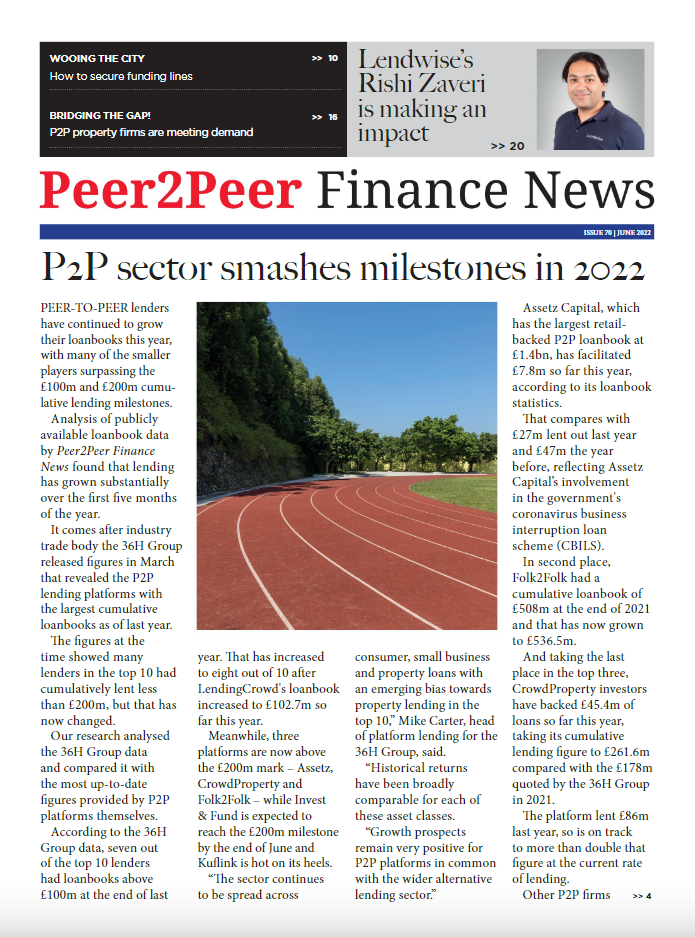 WOOING THE CITY >> 10
How to secure funding lines
BRIDGING THE GAP! >> 16
P2P property firms are meeting demand
Lendwise's
Rishi Zaveri
is making an
impact
>> 20
Peer2Peer Finance News
ISSUE 70 | JUNE 2022
P2P sector smashes milestones in 2022
PEER-TO-PEER lenders
have continued to grow
their loanbooks this year,
with many of the smaller
players surpassing the
£100m and £200m cumu-
lative lending milestones.
Analysis of publicly
available loanbook data
by Peer2Peer Finance
News found that lending
has grown substantially
over the first five months
of the year.
It comes after industry
trade body the 36H Group
released figures in March
that revealed the P2P
lending platforms with
the largest cumulative
loanbooks as of last year.
The figures at the
time showed many
lenders in the top 10 had
cumulatively lent less
than £200m, but that has
now changed.
Our research analysed
the 36H Group data
and compared it with
the most up-to-date
figures provided by P2P
platforms themselves.
According to the 36H
Group data, seven out
of the top 10 lenders
had loanbooks above
£100m at the end of last
year. That has increased
to eight out of 10 after
LendingCrowd's loanbook
increased to £102.7m so
far this year.
Meanwhile, three
platforms are now above
the £200m mark – Assetz,
CrowdProperty and
Folk2Folk – while Invest
& Fund is expected to
reach the £200m milestone
by the end of June and
Kuflink is hot on its heels.
"The sector continues
to be spread across
consumer, small business
and property loans with
an emerging bias towards
property lending in the
top 10," Mike Carter, head
of platform lending for the
36H Group, said.
"Historical returns
have been broadly
comparable for each of
these asset classes.
"Growth prospects
remain very positive for
P2P platforms in common
with the wider alternative
lending sector."
Assetz Capital, which
has the largest retail-
backed P2P loanbook at
£1.4bn, has facilitated
£7.8m so far this year,
according to its loanbook
statistics.
That compares with
£27m lent out last year
and £47m the year
before, reflecting Assetz
Capital's involvement
in the government's
coronavirus business
interruption loan
scheme (CBILS).
In second place,
Folk2Folk had a
cumulative loanbook of
£508m at the end of 2021
and that has now grown
to £536.5m.
And taking the last
place in the top three,
CrowdProperty investors
have backed £45.4m of
loans so far this year,
taking its cumulative
lending figure to £261.6m
compared with the £178m
quoted by the 36H Group
in 2021.
The platform lent £86m
last year, so is on track
to more than double that
figure at the current rate
of lending.
Other P2P firms >> 4